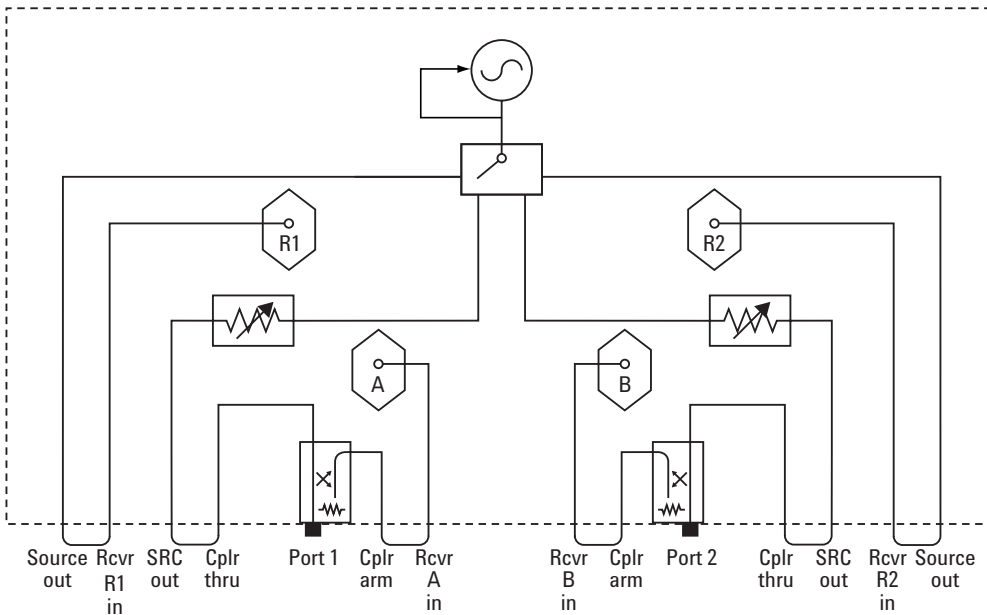 R1
R2
A
B
Source
out
Rcvr
R1
in
SRC
out
Cplr
thru
Port 1
Cplr
arm
Rcvr
A
in
Rcvr
B
in
Cplr
arm
Port 2
Cplr
thru
SRC
out
Rcvr
R2
in
Source
out